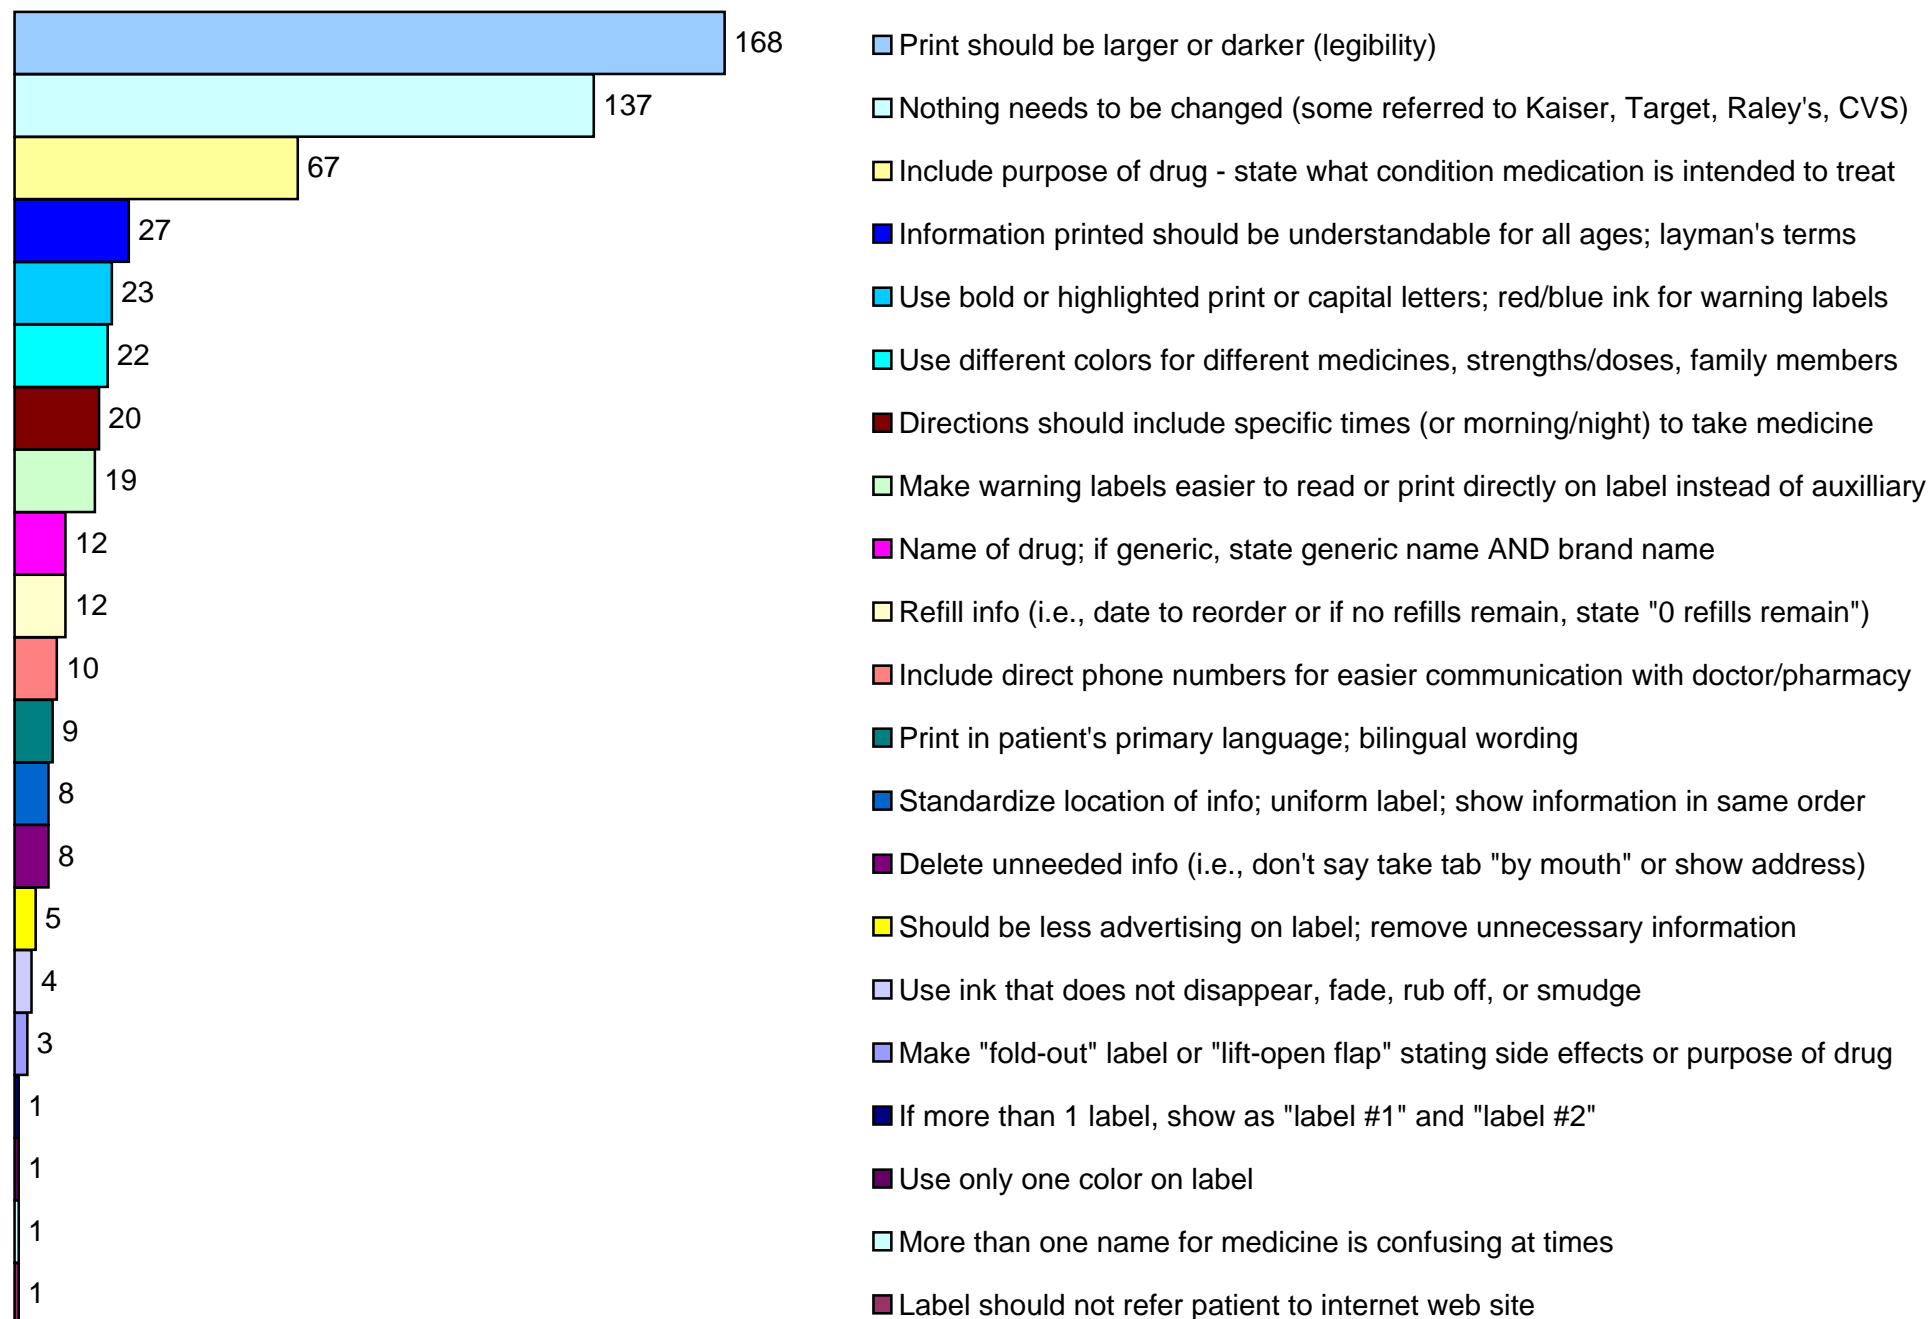 168 Print should be larger or darker (legibility)
137 Nothing needs to be changed (some referred to Kaiser, Target, Raley's, CVS)
67 Include purpose of drug - state what condition medication is intended to treat
27 Information printed should be understandable for all ages; layman's terms
23 Use bold or highlighted print or capital letters; red/blue ink for warning labels
22 Use different colors for different medicines, strengths/doses, family members
20 Directions should include specific times (or morning/night) to take medicine
19 Make warning labels easier to read or print directly on label instead of auxilliary
12 Name of drug; if generic, state generic name AND brand name
12 Refill info (i.e., date to reorder or if no refills remain, state "0 refills remain")
10 Include direct phone numbers for easier communication with doctor/pharmacy
9 Print in patient's primary language; bilingual wording
8 Standardize location of info; uniform label; show information in same order
8 Delete unneeded info (i.e., don't say take tab "by mouth" or show address)
5 Should be less advertising on label; remove unnecessary information
4 Use ink that does not disappear, fade, rub off, or smudge
3 Make "fold-out" label or "lift-open flap" stating side effects or purpose of drug
1 If more than 1 label, show as "label #1" and "label #2"
1 Use only one color on label
1 More than one name for medicine is confusing at times
1 Label should not refer patient to internet web site